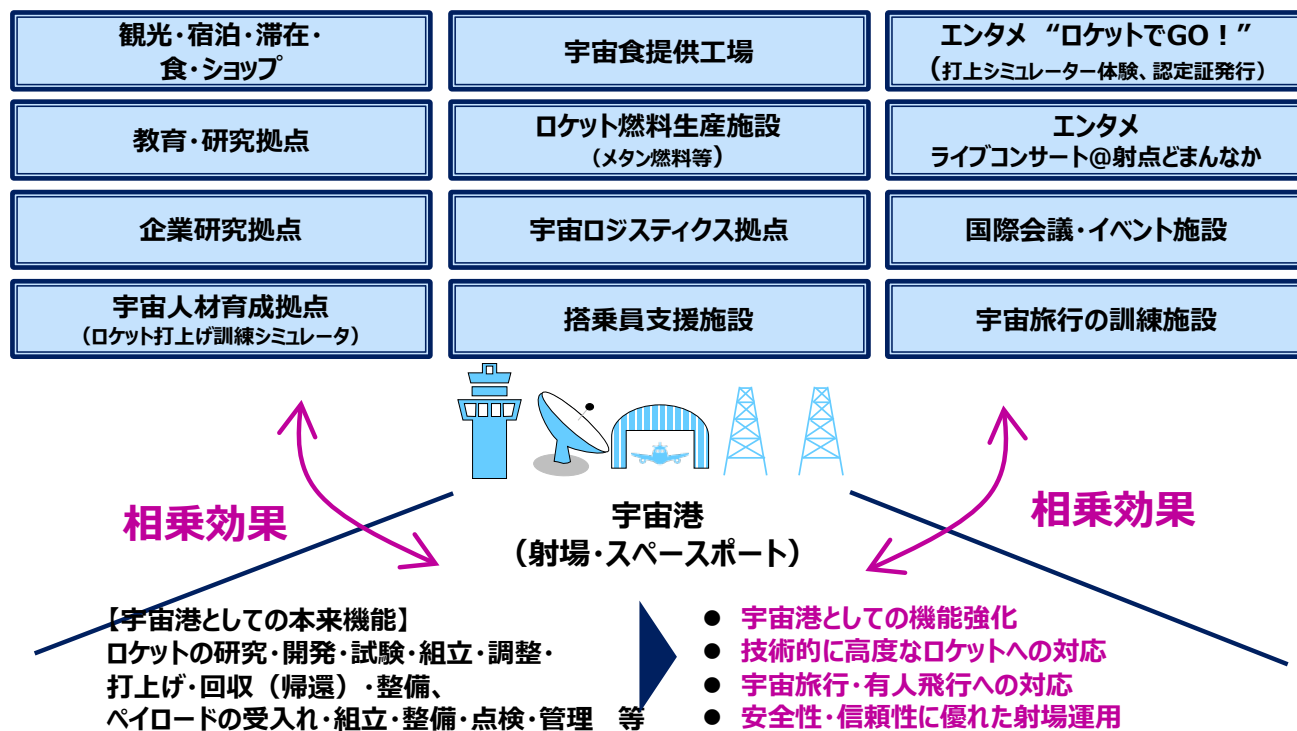 観光・宿泊・滞在・
食・ショップ
宇宙食提供工場
エンタメ “ロケットでGO！”
（打上シミュレーター体験、認定証発行）
教育・研究拠点
ロケット燃料生産施設
（メタン燃料等）
エンタメ
ライブコンサート＠射点どまんなか
企業研究拠点
宇宙ロジスティクス拠点
国際会議・イベント施設
宇宙人材育成拠点
（ロケット打上げ訓練シミュレータ）
搭乗員支援施設
宇宙旅行の訓練施設
相乗効果
相乗効果
宇宙港
（射場・スペースポート）
【宇宙港としての本来機能】
ロケットの研究・開発・試験・組立・調整・
打上げ・回収（帰還）・整備、
ペイロードの受入れ・組立・整備・点検・管理　等
● 宇宙港としての機能強化
● 技術的に高度なロケットへの対応
● 宇宙旅行・有人飛行への対応
● 安全性・信頼性に優れた射場運用